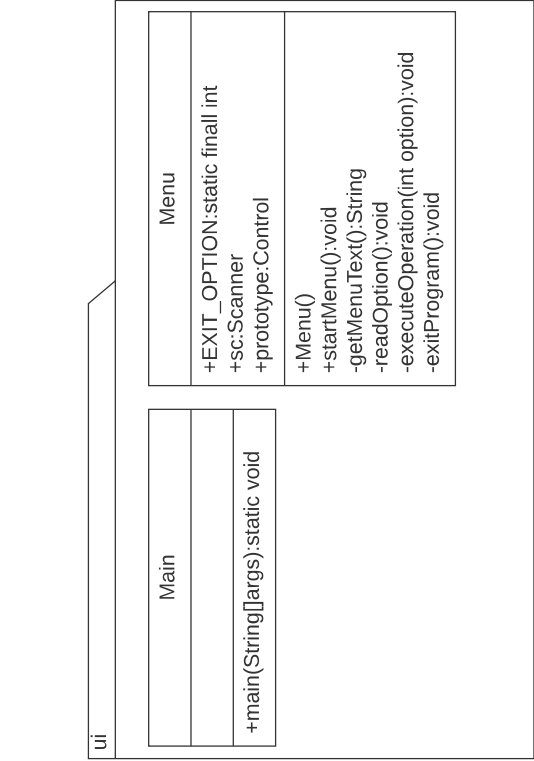 ui
Main
+main(String[]args):static void
Menu
+EXIT_OPTION:static finall int
+sc:Scanner
+prototype:Control
+Menu()
+startMenu():void
-getMenuText():String
-readOption():void
-executeOperation(int option):void
-exitProgram():void